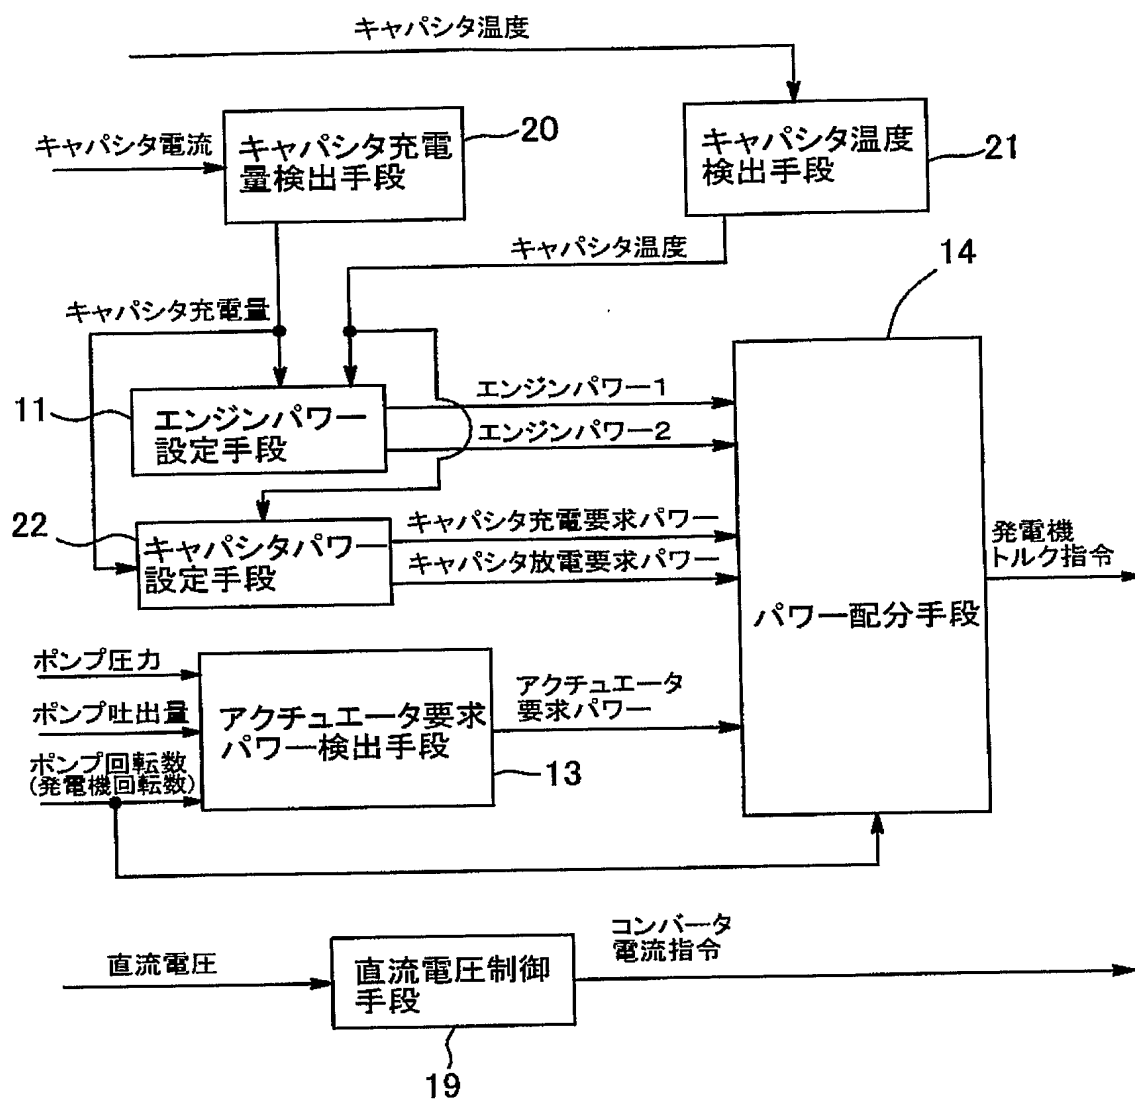 キャパシタ温度
キャパシタ電流
キャパシタ充電
量検出手段
20
キャパシタ温度
検出手段
21
キャパシタ温度
14
キャパシタ充電量
11
エンジンパワー
設定手段
エンジンパワー1
エンジンパワー2
22
キャパシタパワー
設定手段
キャパシタ充電要求パワー
キャパシタ放電要求パワー
パワー配分手段
発電機
トルク指令
ポンプ圧力
ポンプ吐出量
ポンプ回転数
(発電機回転数)
アクチュエータ要求
パワー検出手段
13
アクチュエータ
要求パワー
直流電圧
直流電圧制御
手段
19
コンバータ
電流指令